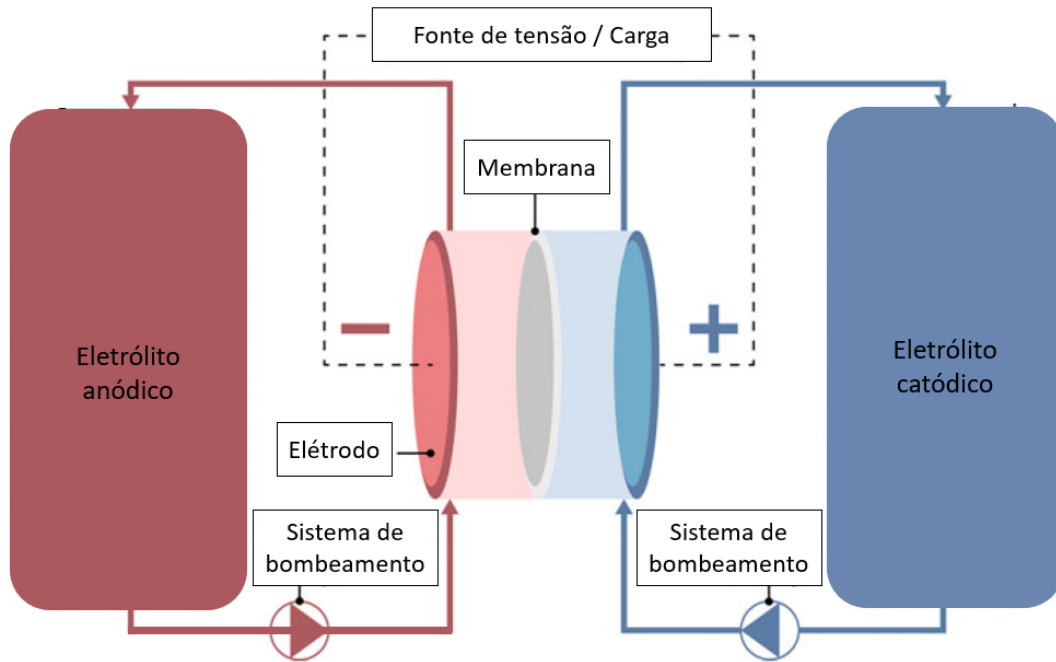 Fonte de tensão / Carga
Membrana
Eletrólito
anódico
Eletrólito
catódico
Elétrodo
Sistema de
bombeamento
Sistema de
bombeamento